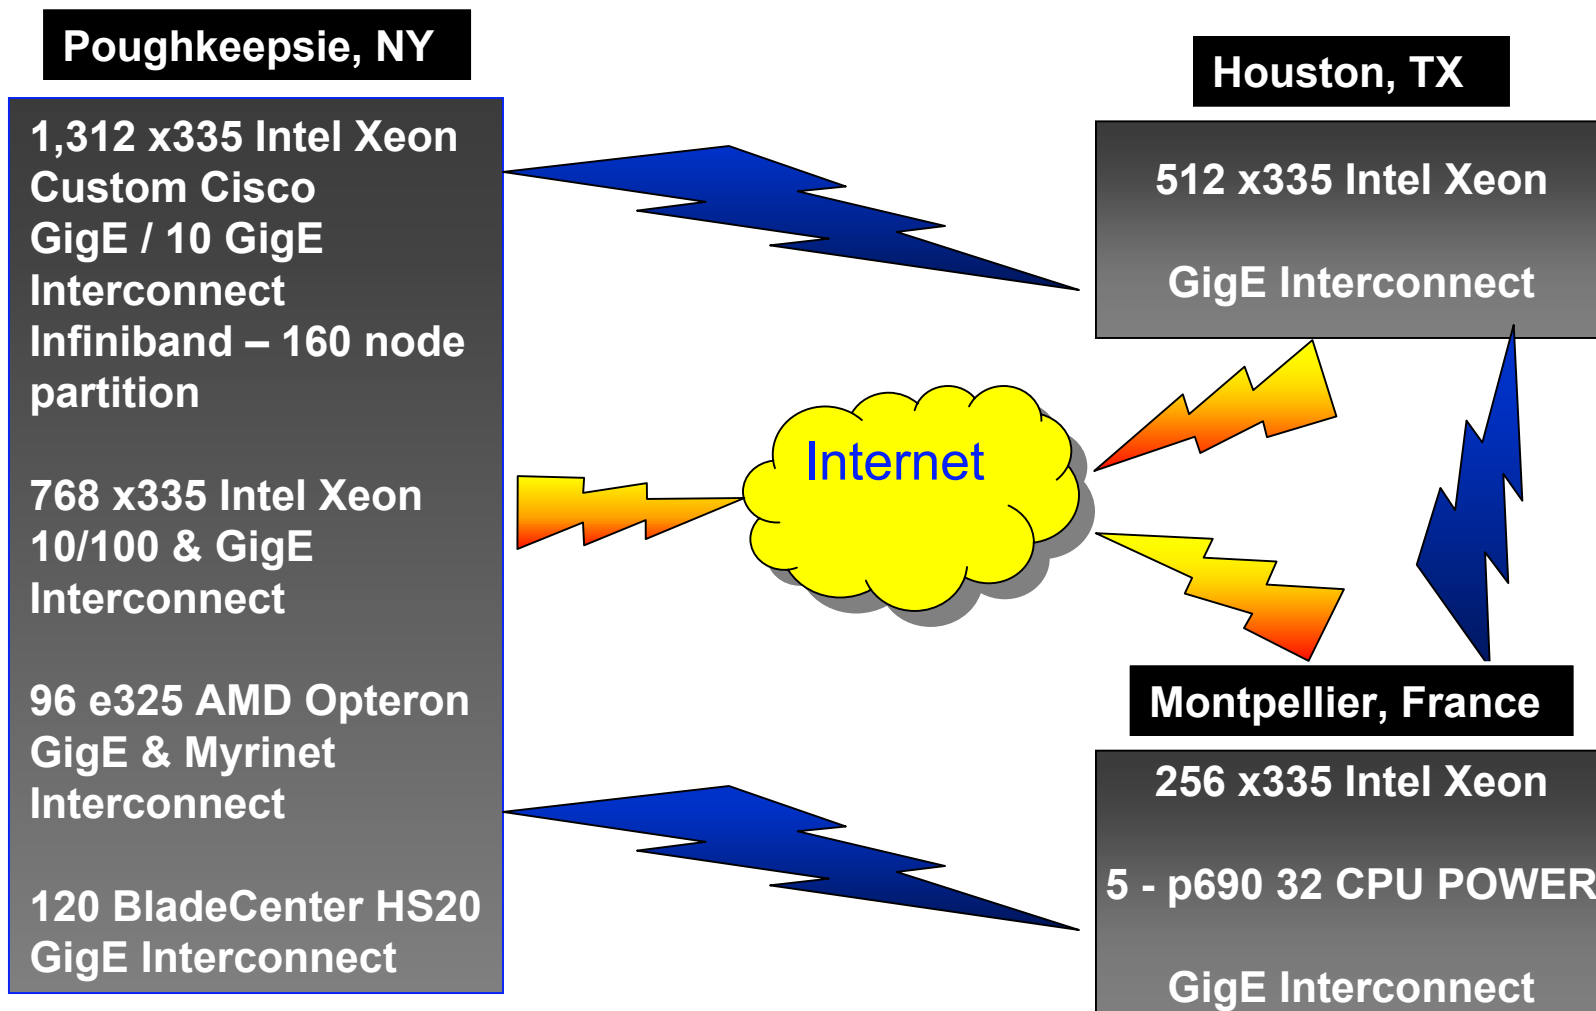 Poughkeepsie, NY
1,312 x335 Intel Xeon
Custom Cisco
GigE / 10 GigE
Interconnect
Infiniband – 160 node
partition
768 x335 Intel Xeon
10/100 & GigE
Interconnect
96 e325 AMD Opteron
GigE & Myrinet
Interconnect
120 BladeCenter HS20
GigE Interconnect
Internet
Houston, TX
512 x335 Intel Xeon
GigE Interconnect
Montpellier, France
256 x335 Intel Xeon
5 - p690 32 CPU POWER
GigE Interconnect